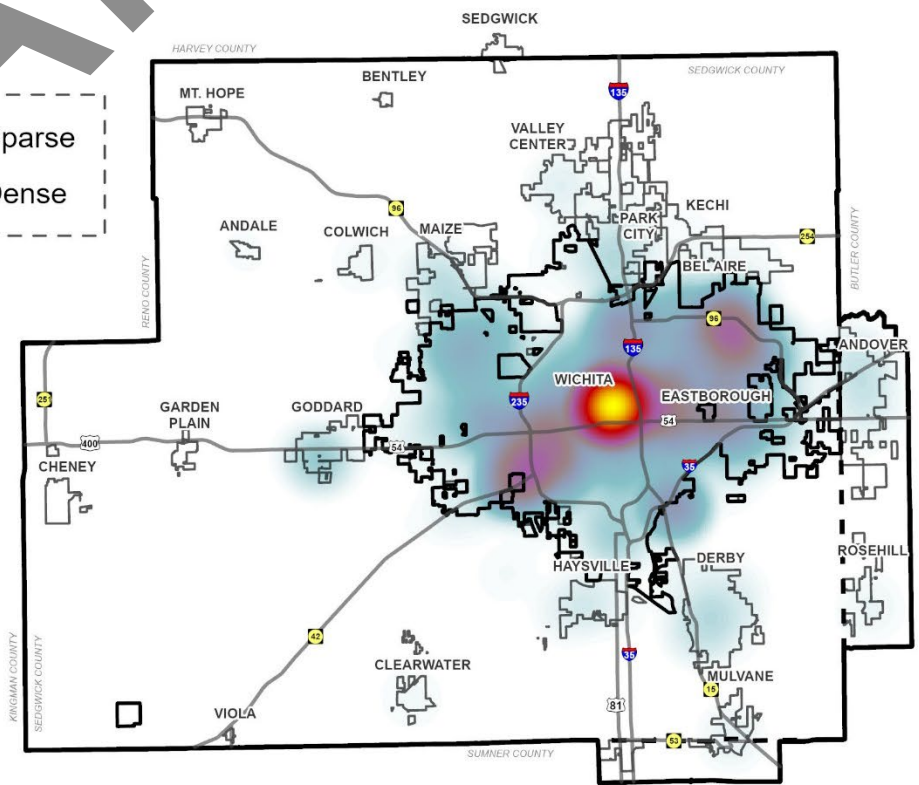 SEDGWICK
HARVEY COUNTY
SEDGWICK COUNTY
BENTLEY
MT. HOPE
135
parse
Dense
VALLEY
CENTER
96
KECHI
PARK
CITY
ANDALE
COLWICH
MAIZE
254
BEL AIRE
RENO COUNTY
BUTLER COUNTY
96
ANDOVER
135
WICHITA
EASTBOROUGH
235
GARDEN
PLAIN
GODDARD
54
400
54
CHENEY
35
HAYSVILLE
DERBY
ROSEHILL
42
35
KINGMAN COUNTY
SEDGWICK COUNTY
CLEARWATER
MULVANE
15
81
VIOLA
53
SUMNER COUNTY